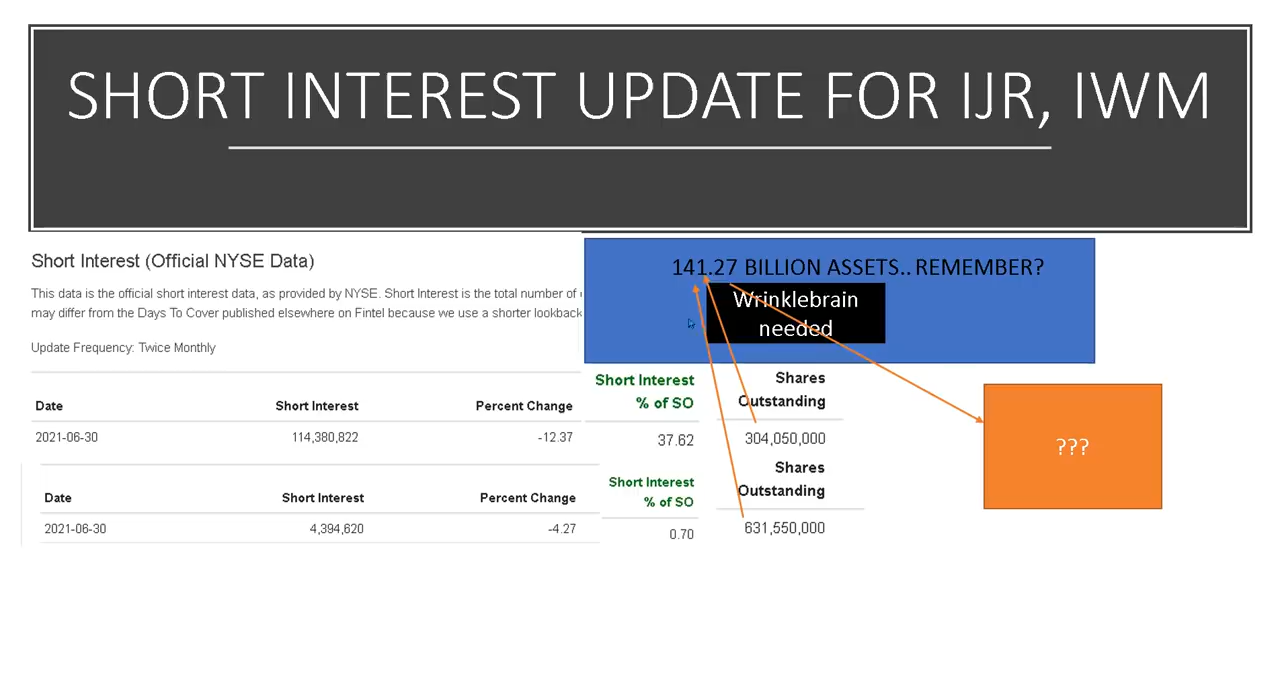 SHORT INTEREST UPDATE FOR IJR, IWM
Short Interest (Official NYSE Data)
This data is the official short interest data, as provided by NYSE. Short Interest is the total number of
may differ from the Days To Cover published elsewhere on Fintel because we use a shorter lookback
Update Frequency: Twice Monthly
141.27 BILLION ASSETS.. REMEMBER?
Wrinklebrain
needed
Date Short Interest Percent Change
2021-06-30 114,380,822 -12.37
Short Interest
% of SO
37.62
Shares
Outstanding
304,050,000
Date Short Interest Percent Change
2021-06-30 4,394,620 -4.27
Short Interest
% of SO
0.70
Shares
Outstanding
631,550,000
???